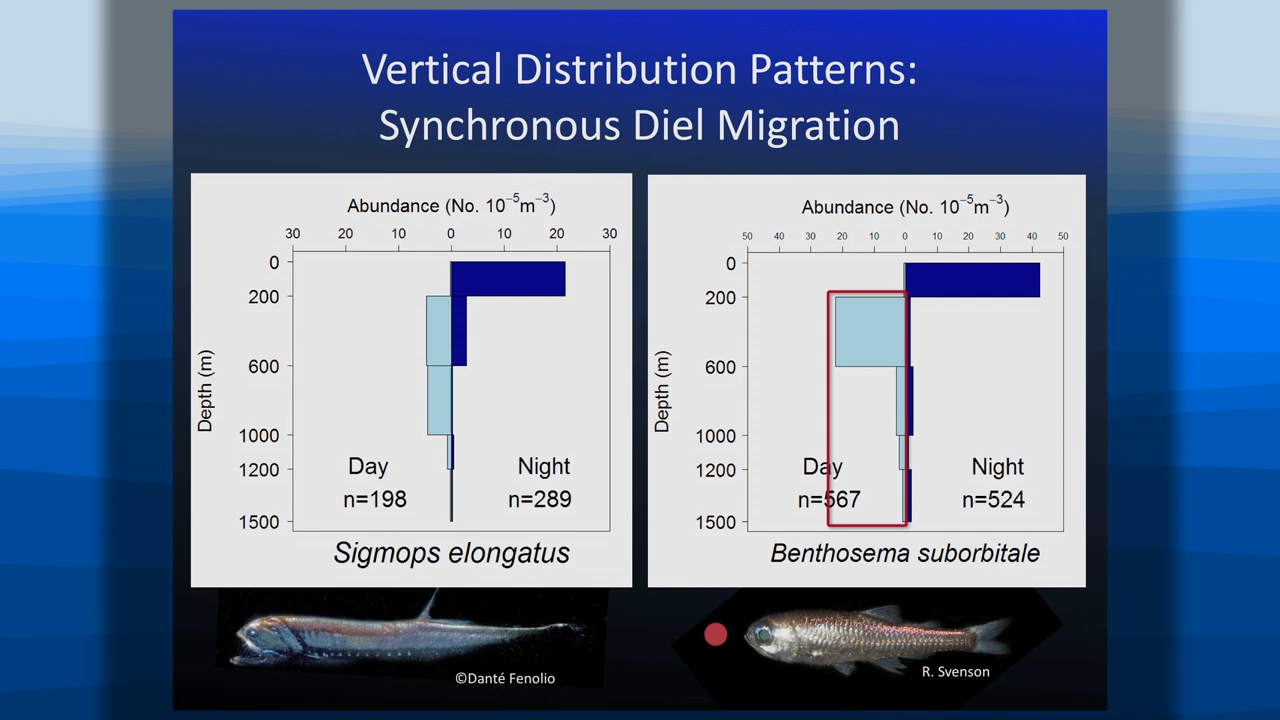 Vertical Distribution Patterns:
Synchronous Diel Migration
Abundance (No. 10⁻⁵m⁻³)
30 20 10 0 10 20 30
0
200
600
1000
1200
1500
Depth (m)
Day
n=198
Night
n=289
Sigmops elongatus
©Danté Fenolio
Abundance (No. 10⁻⁵m⁻³)
50 40 30 20 10 0 10 20 30 40 50
0
200
600
1000
1200
1500
Depth (m)
Day
n=567
Night
n=524
Benthosema suborbitale
R. Svenson